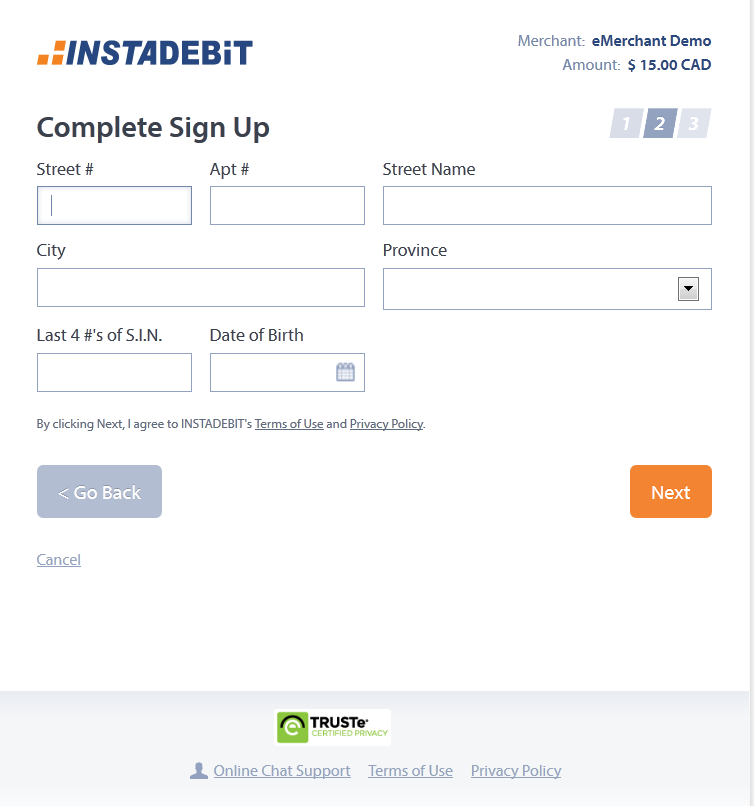 INSTADEBIT
Merchant: eMerchant Demo
Amount: $ 15.00 CAD
Complete Sign Up
1 2 3
Street # Apt # Street Name
City Province
Last 4 #'s of S.I.N. Date of Birth
By clicking Next, I agree to INSTADEBIT's Terms of Use and Privacy Policy.
< Go Back Next
Cancel
e TRUSTe
CERTIFIED PRIVACY
Online Chat Support Terms of Use Privacy Policy